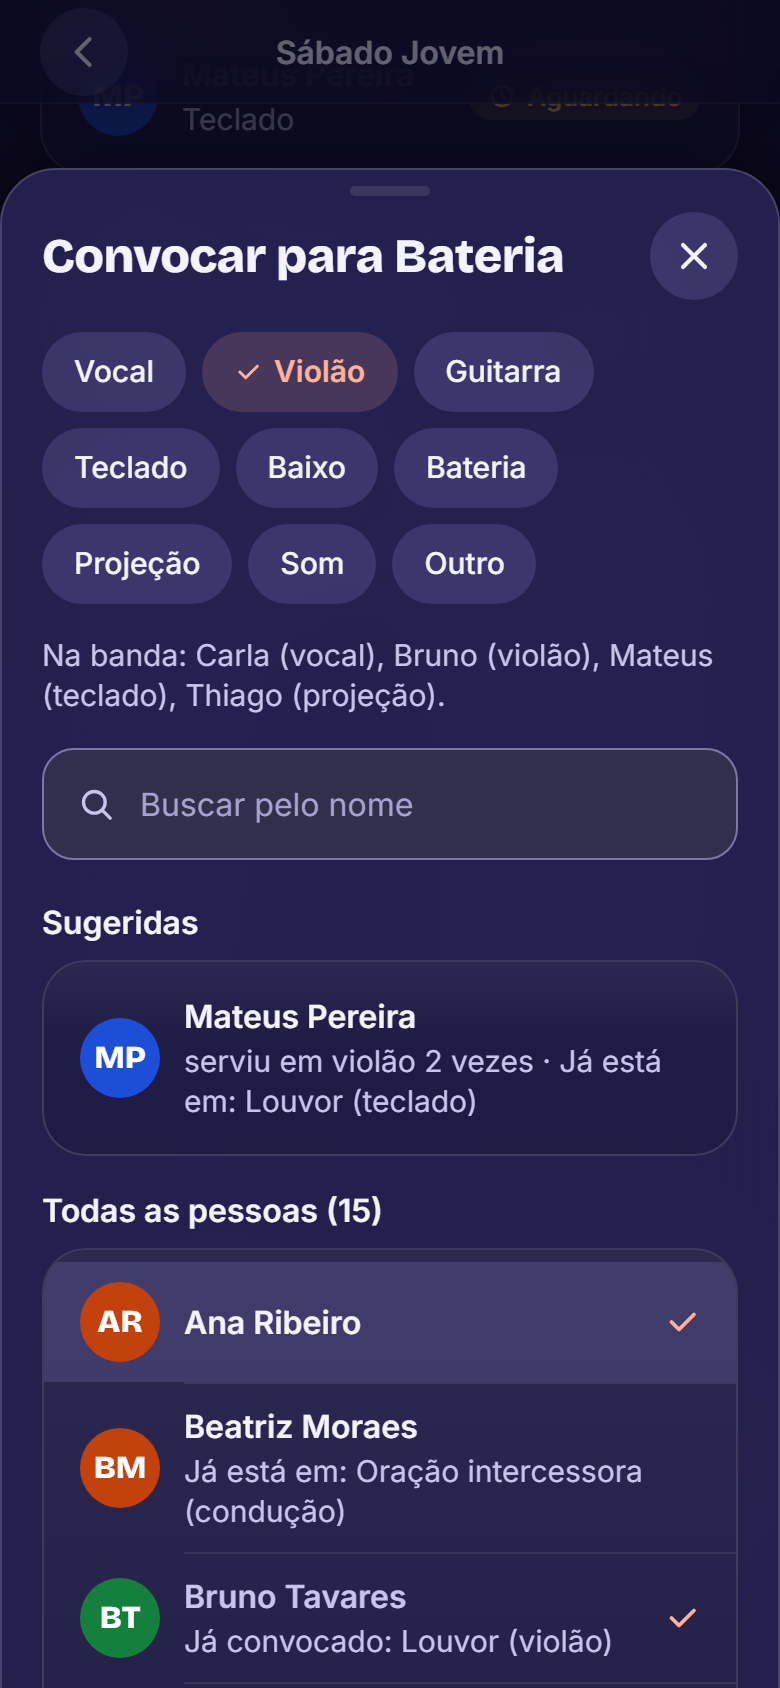 Sábado Jovem
MP
Mateus Pereira
Aguardando
Teclado
Convocar para Bateria
Vocal
Violão
Guitarra
Teclado
Baixo
Bateria
Projeção
Som
Outro
Na banda: Carla (vocal), Bruno (violão), Mateus
(teclado), Thiago (projeção).
Buscar pelo nome
Sugeridas
MP
Mateus Pereira
serviu em violão 2 vezes · Já está
em: Louvor (teclado)
Todas as pessoas (15)
AR
Ana Ribeiro
BM
Beatriz Moraes
Já está em: Oração intercessora
(condução)
BT
Bruno Tavares
Já convocado: Louvor (violão)